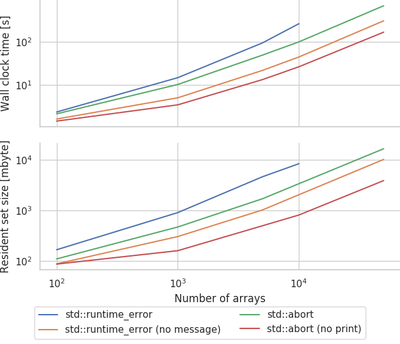 Wall clock time [s]
10²
10¹
Resident set size [mbyte]
10⁴
10³
10²
10² 10³ 10⁴
Number of arrays
std::runtime_error std::abort
std::runtime_error (no message) std::abort (no print)